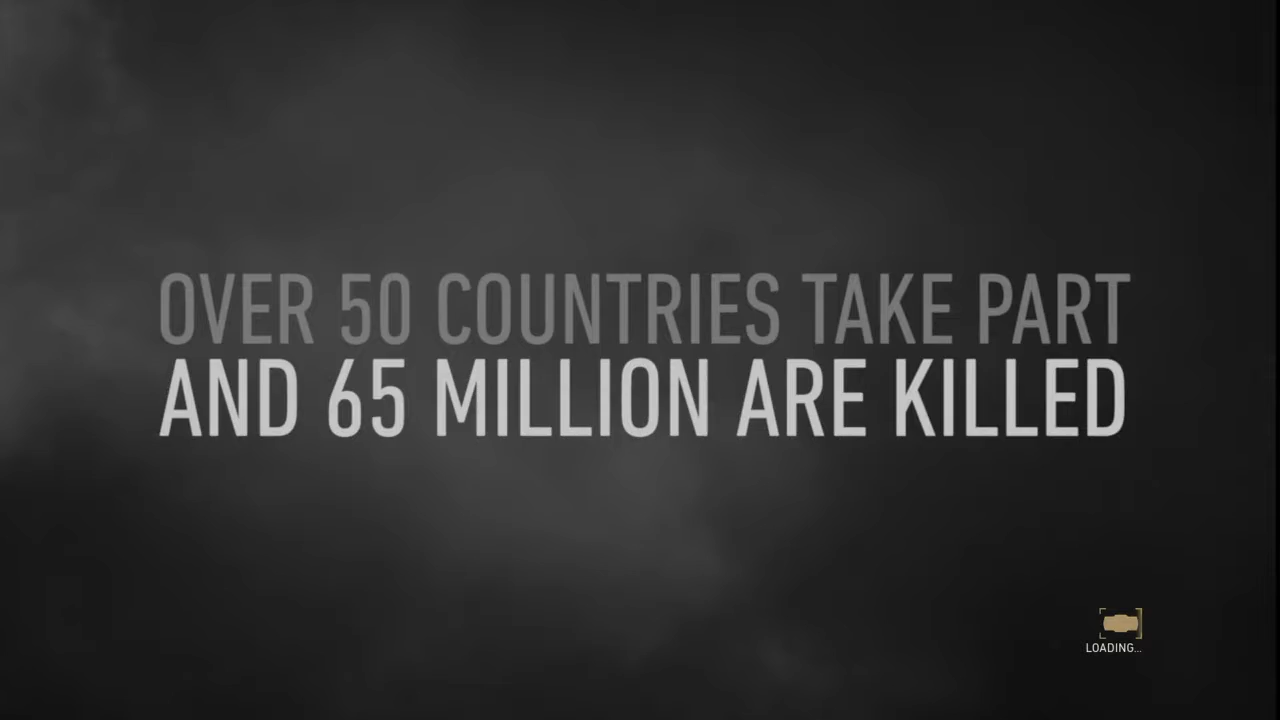 OVER 50 COUNTRIES TAKE PART
AND 65 MILLION ARE KILLED
LOADING...